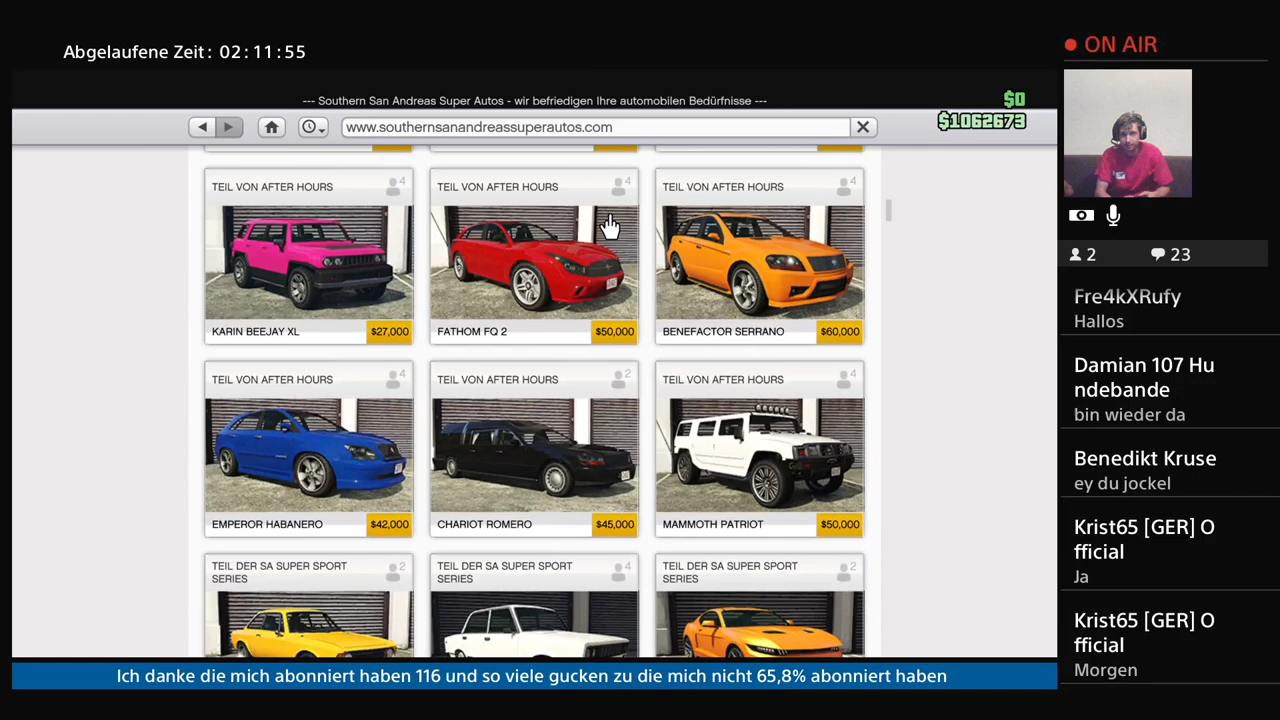 Abgelaufene Zeit: 02:11:55
ON AIR
--- Southern San Andreas Super Autos - wir befriedigen Ihre automobilen Bedürfnisse ---
$0
$1062673
www.southernsanandreassuperautos.com
TEIL VON AFTER HOURS 4
TEIL VON AFTER HOURS 4
TEIL VON AFTER HOURS 4
KARIN BEEJAY XL $27,000
FATHOM FQ 2 $50,000
BENEFACTOR SERRANO $60,000
TEIL VON AFTER HOURS 4
TEIL VON AFTER HOURS 2
TEIL VON AFTER HOURS 4
EMPEROR HABANERO $42,000
CHARIOT ROMERO $45,000
MAMMOTH PATRIOT $50,000
TEIL DER SA SUPER SPORT 2
SERIES
TEIL DER SA SUPER SPORT 4
SERIES
TEIL DER SA SUPER SPORT 2
SERIES
2 23
Fre4kXRufy
Hallos
Damian 107 Hu
ndebande
bin wieder da
Benedikt Kruse
ey du jockel
Krist65 [GER] O
fficial
Ja
Krist65 [GER] O
fficial
Morgen
Ich danke die mich abonniert haben 116 und so viele gucken zu die mich nicht 65,8% abonniert haben